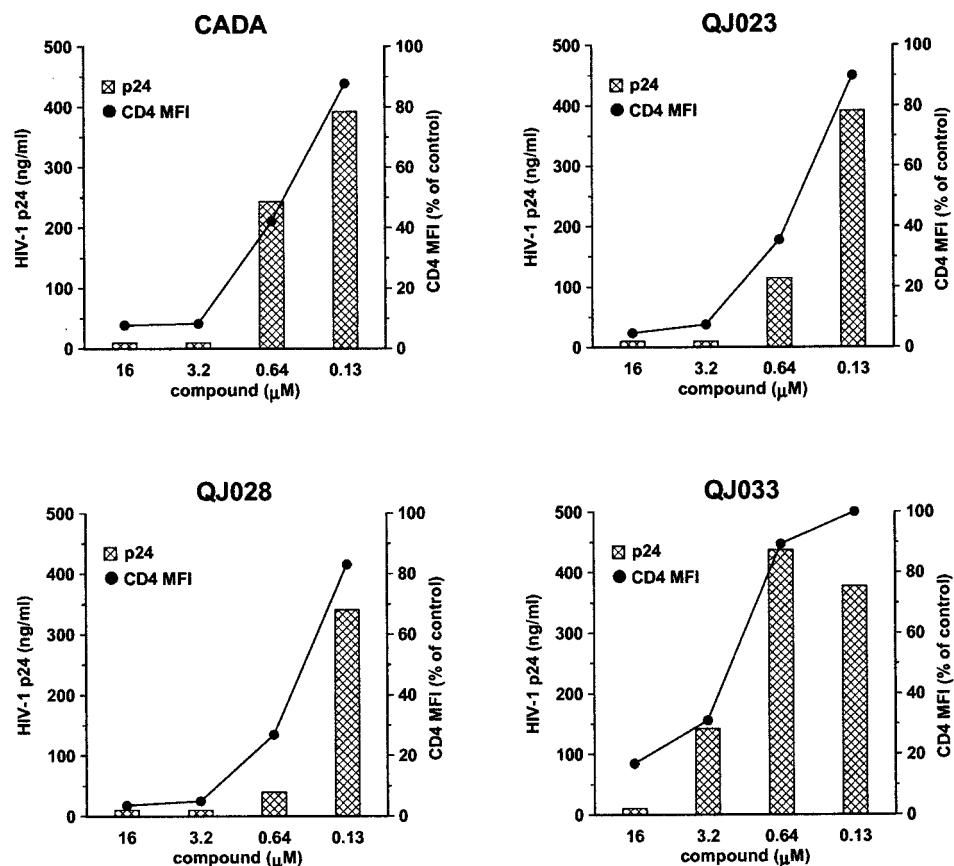 CADA
500
400
300
200
100
0
HIV-1 p24 (ng/ml)
p24
CD4 MFI
100
80
60
40
20
0
CD4 MFI (% of control)
16 3.2 0.64 0.13
compound (μM)
QJ023
500
400
300
200
100
0
HIV-1 p24 (ng/ml)
p24
CD4 MFI
100
80
60
40
20
0
CD4 MFI (% of control)
16 3.2 0.64 0.13
compound (μM)
QJ028
500
400
300
200
100
0
HIV-1 p24 (ng/ml)
p24
CD4 MFI
100
80
60
40
20
0
CD4 MFI (% of control)
16 3.2 0.64 0.13
compound (μM)
QJ033
500
400
300
200
100
0
HIV-1 p24 (ng/ml)
p24
CD4 MFI
100
80
60
40
20
0
CD4 MFI (% of control)
16 3.2 0.64 0.13
compound (μM)